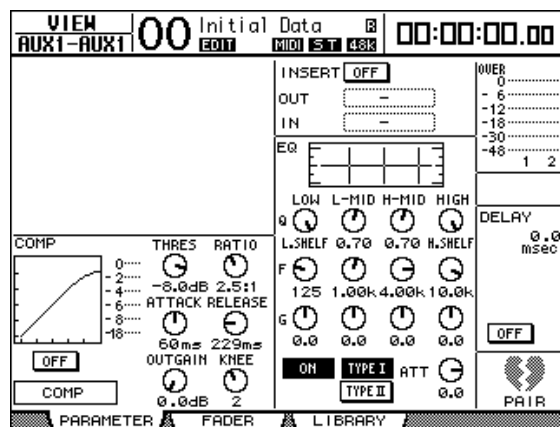 VIEW
AUX1-AUX1
00
Initial Data
EDIT
MIDI ST 48K
00:00:00.00
INSERT OFF
OUT -
IN -
OVER
0
- 6
-12
-18
-30
-48
1 2
EQ
LOW L-MID H-MID HIGH
Q
L.SHELF 0.70 0.70 H.SHELF
F
125 1.00k 4.00k 10.0k
G
0.0 0.0 0.0 0.0
ON TYPE I ATT
TYPE II 0.0
DELAY
0.0
msec
OFF
PAIR
COMP
0
- 2
- 4
- 6
- 8
-18
THRES RATIO
-8.0dB 2.5:1
ATTACK RELEASE
60ms 229ms
OUTGAIN KNEE
0.0dB 2
OFF
COMP
PARAMETER FADER LIBRARY